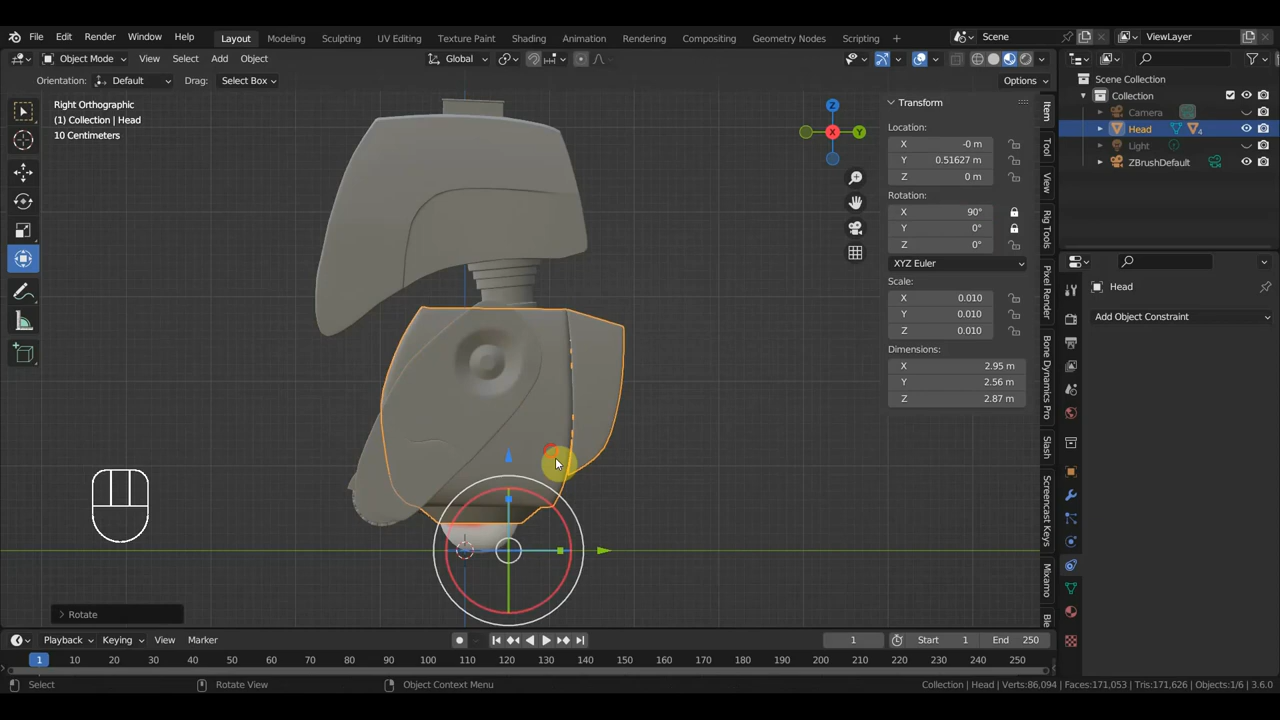 File Edit Render Window Help Layout Modeling Sculpting UV Editing Texture Paint Shading Animation Rendering Compositing Geometry Nodes Scripting + Scene ViewLayer
Object Mode View Select Add Object Global
Orientation: Default Drag: Select Box Options
Right Orthographic
(1) Collection | Head
10 Centimeters
X
Y
Z
Transform
Location:
X -0 m
Y 0.51627 m
Z 0 m
Rotation:
X 90°
Y 0°
Z 0°
XYZ Euler
Scale:
X 0.010
Y 0.010
Z 0.010
Dimensions:
X 2.95 m
Y 2.56 m
Z 2.87 m
Item
Tool
View
Rig Tools
Pixel Render
Bone Dynamics Pro
Slash
Screencast Keys
Mixamo
Ble
Scene Collection
Collection
Camera
Head 4
Light
ZBrushDefault
Head
Add Object Constraint
Rotate
Playback Keying View Marker 1 Start 1 End 250
1 10 20 30 40 50 60 70 80 90 100 110 120 130 140 150 160 170 180 190 200 210 220 230 240 250
Select Rotate View Object Context Menu Collection | Head | Verts:86,094 | Faces:171,053 | Tris:171,626 | Objects:1/6 | 3.6.0